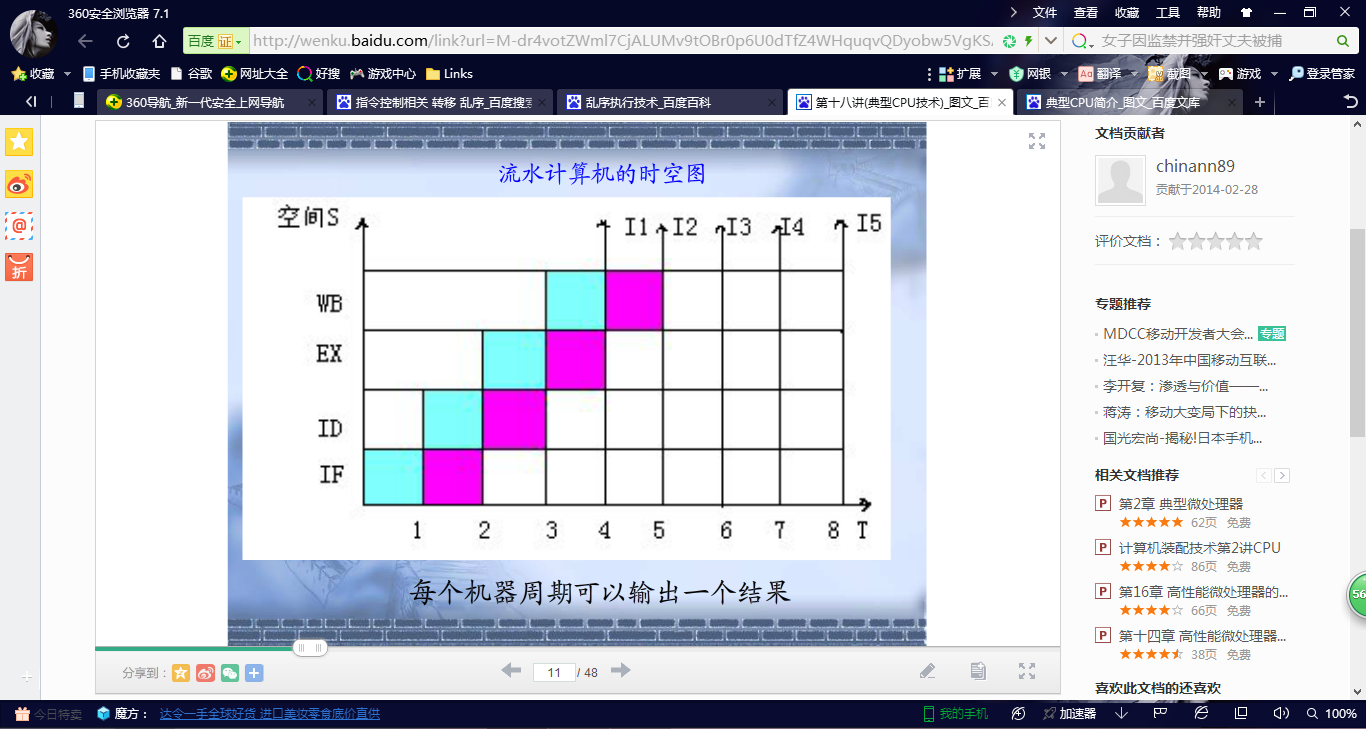 360安全浏览器 7.1
文件 查看 收藏 工具 帮助
百度 证
http://wenku.baidu.com/link?url=M-dr4votZWml7CjALUMv9tOBr0p6U0dTfZ4WHquqvQDyobw5VgKS
女子因监禁并强奸丈夫被捕
收藏 手机收藏夹 谷歌 网址大全 好搜 游戏中心 Links
扩展 网银 翻译 截图 游戏 登录管家
360导航_新一代安全上网导航
指令控制相关 转移 乱序_百度搜索
乱序执行技术_百度百科
第十八讲(典型CPU技术)_图文_百
典型CPU简介_图文_百度文库
折
流水计算机的时空图
空间S I1 I2 I3 I4 I5
WB
EX
ID
IF
1 2 3 4 5 6 7 8 T
每个机器周期可以输出一个结果
分享到：
11 / 48
文档贡献者
chinann89
贡献于2014-02-28
评价文档：
专题推荐
MDCC移动开发者大会... 专题
汪华-2013年中国移动互联...
李开复：渗透与价值——...
蒋涛：移动大变局下的抉...
国光宏尚-揭秘!日本手机...
相关文档推荐
P 第2章 典型微处理器
62页 免费
P 计算机装配技术第2讲CPU
86页 免费
P 第16章 高性能微处理器的...
66页 免费
P 第十四章 高性能微处理器...
38页 免费
喜欢此文档的还喜欢
56
今日特卖 魔方： 达令一手全球好货 进口美妆零食底价直供
我的手机 加速器 100%